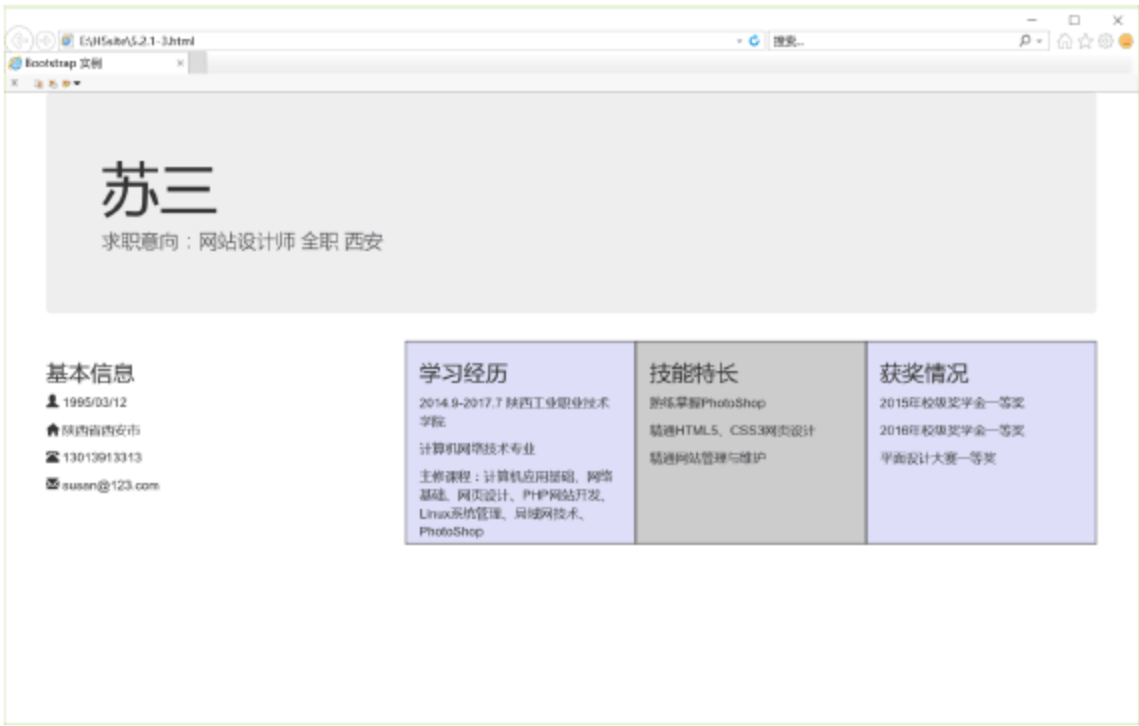 E:\H5site\5.2.1-3.html
搜索...
Bootstrap 实例
苏三
求职意向：网站设计师 全职 西安
基本信息
1995/03/12
陕西省西安市
13013913313
susan@123.com
学习经历
2014.9-2017.7 陕西工业职业技术
学院
计算机网络技术专业
主修课程：计算机应用基础、网络
基础、网页设计、PHP网站开发、
Linux系统管理、局域网技术、
PhotoShop
技能特长
熟练掌握PhotoShop
精通HTML5、CSS3网页设计
精通网站管理与维护
获奖情况
2015年校级奖学金一等奖
2016年校级奖学金一等奖
平面设计大赛一等奖